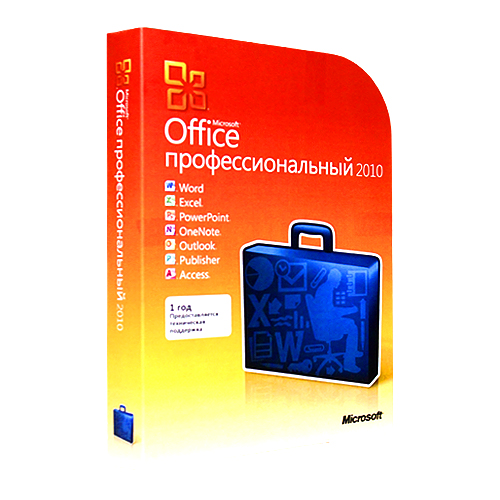 Microsoft®
Office
профессиональный 2010
Word
Excel
PowerPoint
OneNote
Outlook
Publisher
Access
1 год
Предоставляется
техническая
поддержка
X
W
Microsoft
Office профессиональный 2010